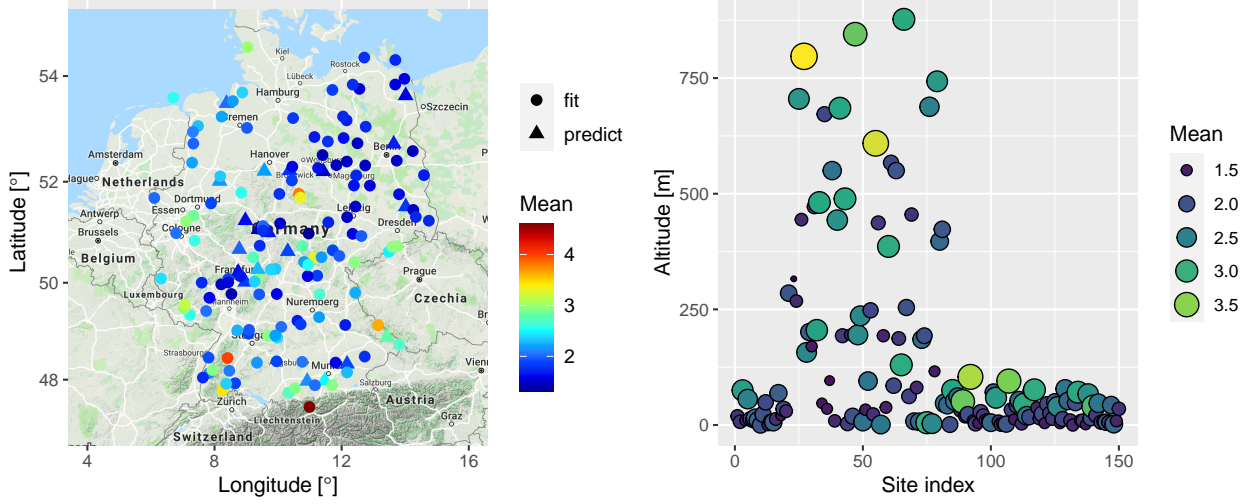 Latitude [°]
54
52
50
48
4
8
12
16
Longitude [°]
Kiel
Rostock
Lübeck
Hamburg
Szczecin
Bremen
Amsterdam
Hanover
Berlin
Netherlands
Magdeburg
Dortmund
Essen
Antwerp
Leipzig
Cologne
Germany
Dresden
Brussels
Belgium
Frankfurt
Prague
Luxembourg
Mannheim
Nuremberg
Czechia
Strasbourg
Vienna
Salzburg
Zürich
Austria
Liechtenstein
Graz
Switzerland
fit
predict
Mean
4
3
2
Altitude [m]
750
500
250
0
0
50
100
150
Site index
Mean
1.5
2.0
2.5
3.0
3.5